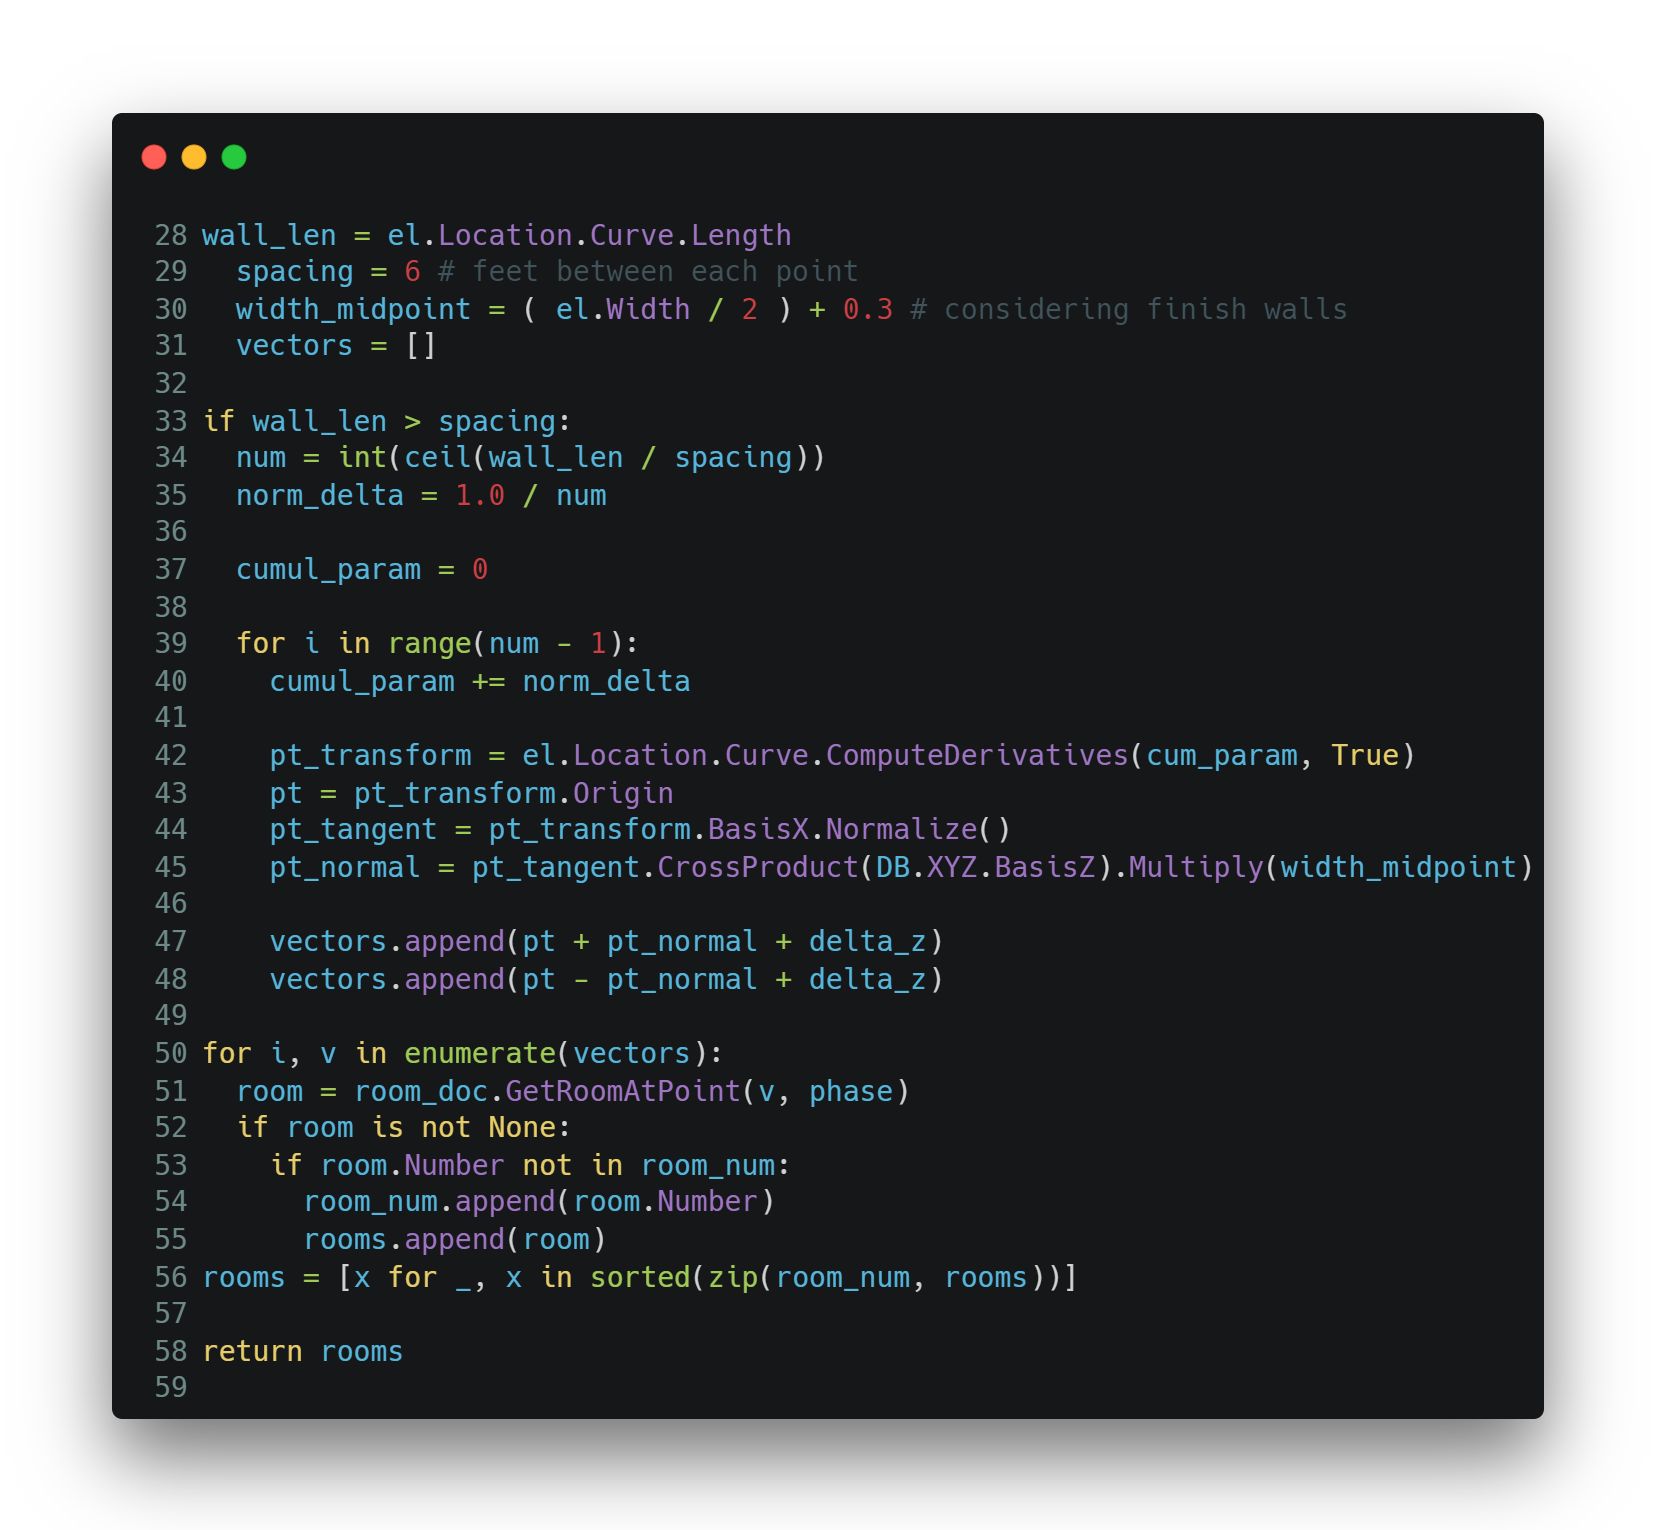 28 wall_len = el.Location.Curve.Length
29   spacing = 6 # feet between each point
30   width_midpoint = ( el.Width / 2 ) + 0.3 # considering finish walls
31   vectors = []
32
33 if wall_len > spacing:
34   num = int(ceil(wall_len / spacing))
35   norm_delta = 1.0 / num
36
37   cumul_param = 0
38
39   for i in range(num - 1):
40     cumul_param += norm_delta
41
42     pt_transform = el.Location.Curve.ComputeDerivatives(cum_param, True)
43     pt = pt_transform.Origin
44     pt_tangent = pt_transform.BasisX.Normalize()
45     pt_normal = pt_tangent.CrossProduct(DB.XYZ.BasisZ).Multiply(width_midpoint)
46
47     vectors.append(pt + pt_normal + delta_z)
48     vectors.append(pt - pt_normal + delta_z)
49
50 for i, v in enumerate(vectors):
51   room = room_doc.GetRoomAtPoint(v, phase)
52   if room is not None:
53     if room.Number not in room_num:
54       room_num.append(room.Number)
55       rooms.append(room)
56 rooms = [x for _, x in sorted(zip(room_num, rooms))]
57
58 return rooms
59